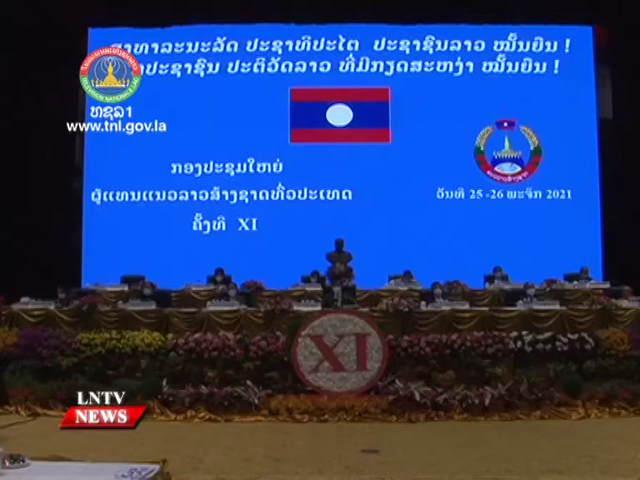 ສາທາລະນະລັດ ປະຊາທິປະໄຕ ປະຊາຊົນລາວ ໝັ້ນຍືນ !
ປະຊາຊົນ ປະຕິວັດລາວ ທີ່ມີກຽດສະຫງ່າ ໝັ້ນຍືນ !
ທຊລ1
www.tnl.gov.la
ກອງປະຊຸມໃຫຍ່
ຜູ້ແທນແນວລາວສ້າງຊາດທົ່ວປະເທດ
ຄັ້ງທີ XI
ວັນທີ 25-26 ພະຈິກ 2021
XI
LNTV
NEWS